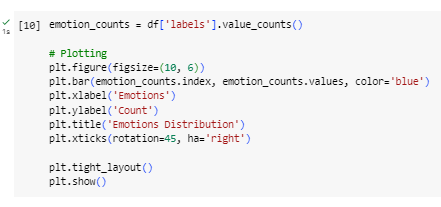 [10] emotion_counts = df['labels'].value_counts()
1s
# Plotting
plt.figure(figsize=(10, 6))
plt.bar(emotion_counts.index, emotion_counts.values, color='blue')
plt.xlabel('Emotions')
plt.ylabel('Count')
plt.title('Emotions Distribution')
plt.xticks(rotation=45, ha='right')
plt.tight_layout()
plt.show()